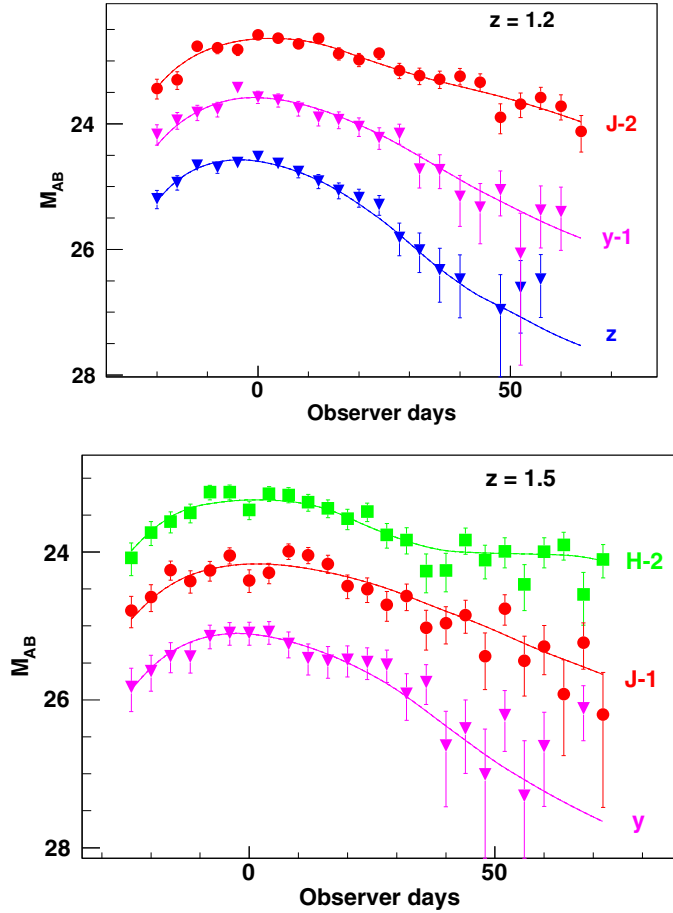 z = 1.2
24
26
28
M_AB
J-2
y-1
z
0
50
Observer days
z = 1.5
24
26
28
M_AB
H-2
J-1
y
0
50
Observer days